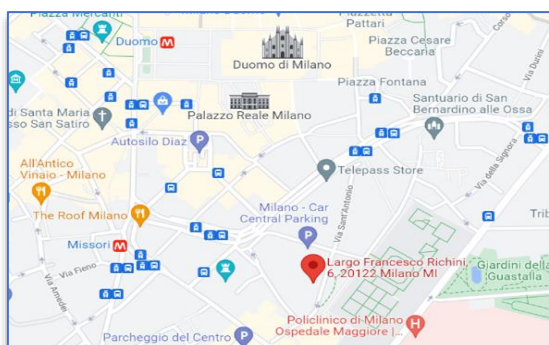 Piazza Mercanti
Duomo M
Duomo di Milano
Piazzetta
Pattari
Piazza Cesare
Beccaria
Corso
Via Durini
Piazza Fontana
di Santa Maria
sso San Satiro
Palazzo Reale Milano
Santuario di San
Bernardino alle Ossa
Autosilo Diaz P
Telepass Store
Via della Signora
All'Antico
Vinaio - Milano
The Roof Milano
Milano - Car
Central Parking
P
Via Sant'Antonio
Trib
Missori M
Via Fieno
Via Amedei
Largo Francesco Richini,
6, 20122 Milano MI
Giardini della
Guastalla
Policlinico di Milano
Ospedale Maggiore |...
H
Parcheggio del Centro P